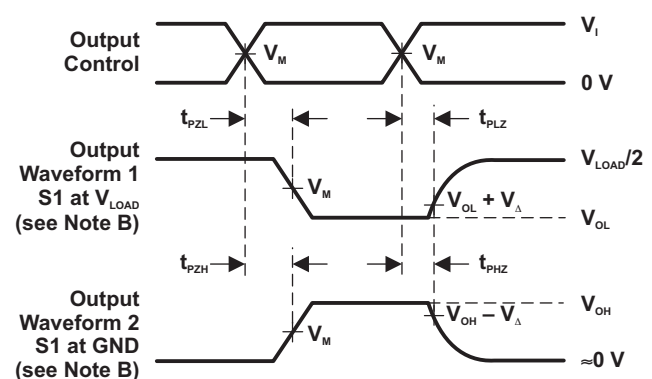 Output
Control
V_M
V_M
V_I
0 V
t_PZL
t_PLZ
Output
Waveform 1
S1 at V_LOAD
(see Note B)
V_M
V_LOAD/2
V_OL + V_Δ
V_OL
t_PZH
t_PHZ
Output
Waveform 2
S1 at GND
(see Note B)
V_M
V_OH
V_OH – V_Δ
≈0 V